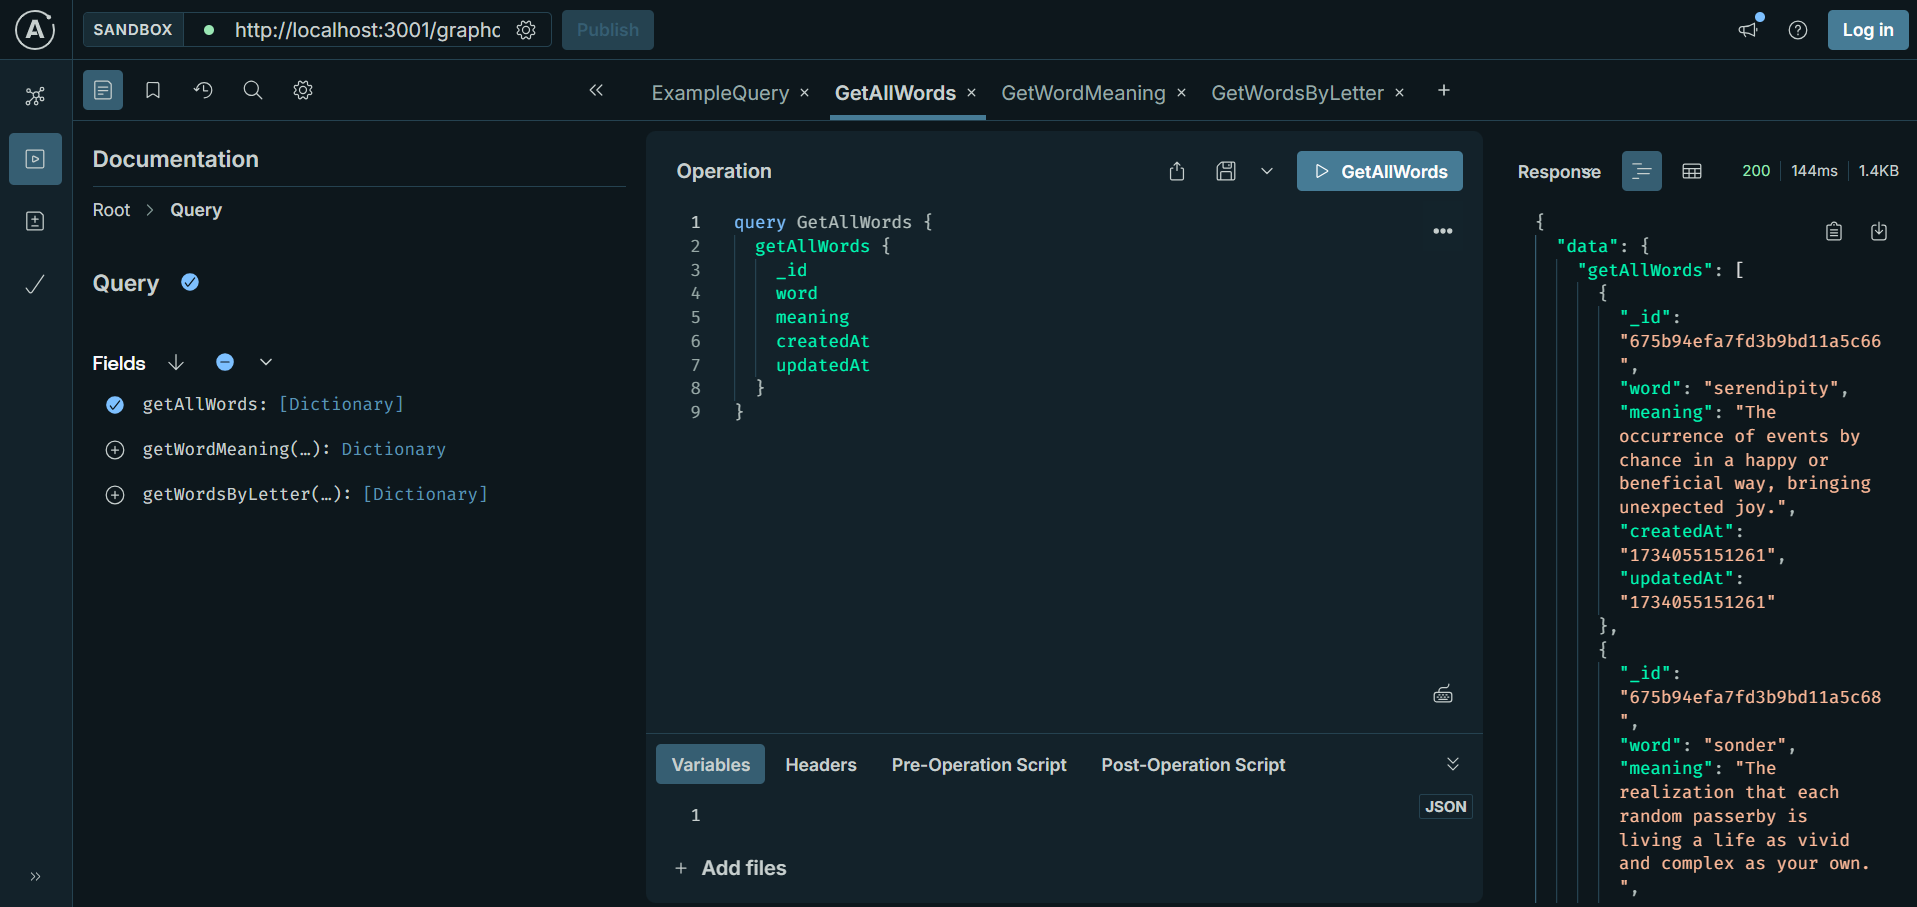 SANDBOX http://localhost:3001/graphc Publish Log in
ExampleQuery × GetAllWords × GetWordMeaning × GetWordsByLetter × +
Documentation
Root > Query
Query
Fields
getAllWords: [Dictionary]
getWordMeaning(…): Dictionary
getWordsByLetter(…): [Dictionary]
Operation
GetAllWords
1 query GetAllWords {
2 getAllWords {
3 _id
4 word
5 meaning
6 createdAt
7 updatedAt
8 }
9 }
Variables Headers Pre-Operation Script Post-Operation Script
1
JSON
+ Add files
Response 200 144ms 1.4KB
{
"data": {
"getAllWords": [
{
"_id":
"675b94efa7fd3b9bd11a5c66
",
"word": "serendipity",
"meaning": "The
occurrence of events by
chance in a happy or
beneficial way, bringing
unexpected joy.",
"createdAt":
"1734055151261",
"updatedAt":
"1734055151261"
},
{
"_id":
"675b94efa7fd3b9bd11a5c68
",
"word": "sonder",
"meaning": "The
realization that each
random passerby is
living a life as vivid
and complex as your own.
",